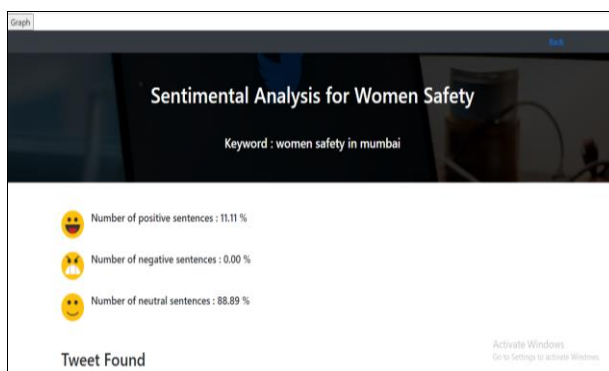 Graph
Back
Sentimental Analysis for Women Safety
Keyword : women safety in mumbai
Number of positive sentences : 11.11 %
Number of negative sentences : 0.00 %
Number of neutral sentences : 88.89 %
Tweet Found
Activate Windows
Go to Settings to activate Windows.